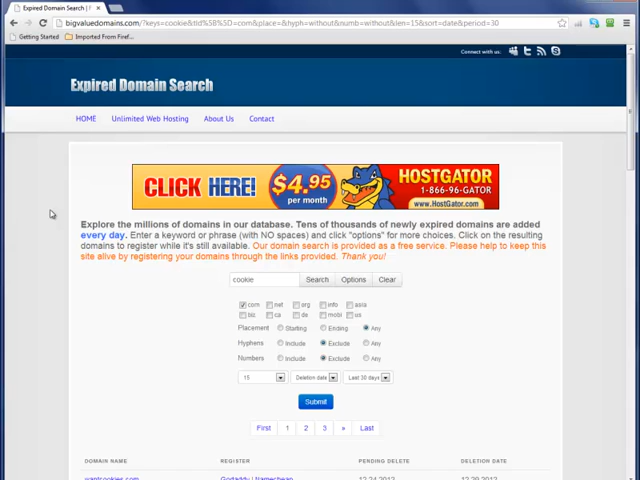 Expired Domain Search |
bigvaluedomains.com/?keys=cookie&tld%5B%5D=com&place=&hyph=without&numb=without&len=15&sort=date&period=30
Getting Started Imported From Firef...
Connect with us:
Expired Domain Search
HOME Unlimited Web Hosting About Us Contact
CLICK HERE! $4.95 per month HOSTGATOR 1-866-96-GATOR www.HostGator.com
Explore the millions of domains in our database. Tens of thousands of newly expired domains are added
every day. Enter a keyword or phrase (with NO spaces) and click "options" for more choices. Click on the resulting
domains to register while it's still available. Our domain search is provided as a free service. Please help to keep this
site alive by registering your domains through the links provided. Thank you!
cookie Search Options Clear
com net org info asia
biz ca de mobi us
Placement Starting Ending Any
Hyphens Include Exclude Any
Numbers Include Exclude Any
15 Deletion date Last 30 days
Submit
First 1 2 3 » Last
DOMAIN NAME REGISTER PENDING DELETE DELETION DATE
wantcookies.com Godaddy | Namecheap 12-24-2012 12-29-2012